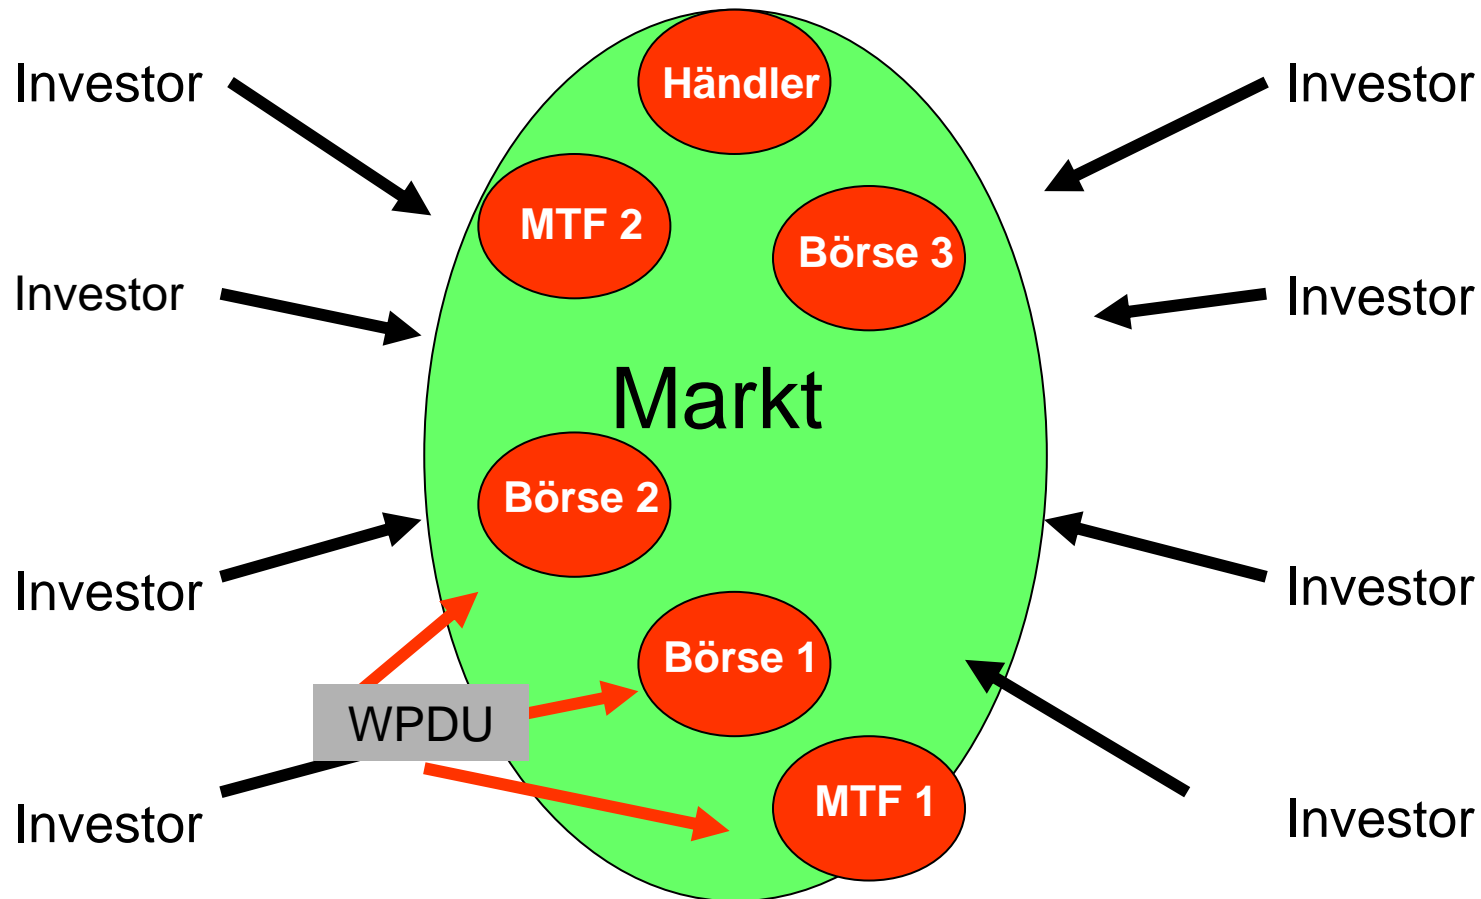 Händler
Investor
Investor
MTF 2
Börse 3
Investor
Investor
Markt
Börse 2
Investor
Investor
Börse 1
WPDU
MTF 1
Investor
Investor